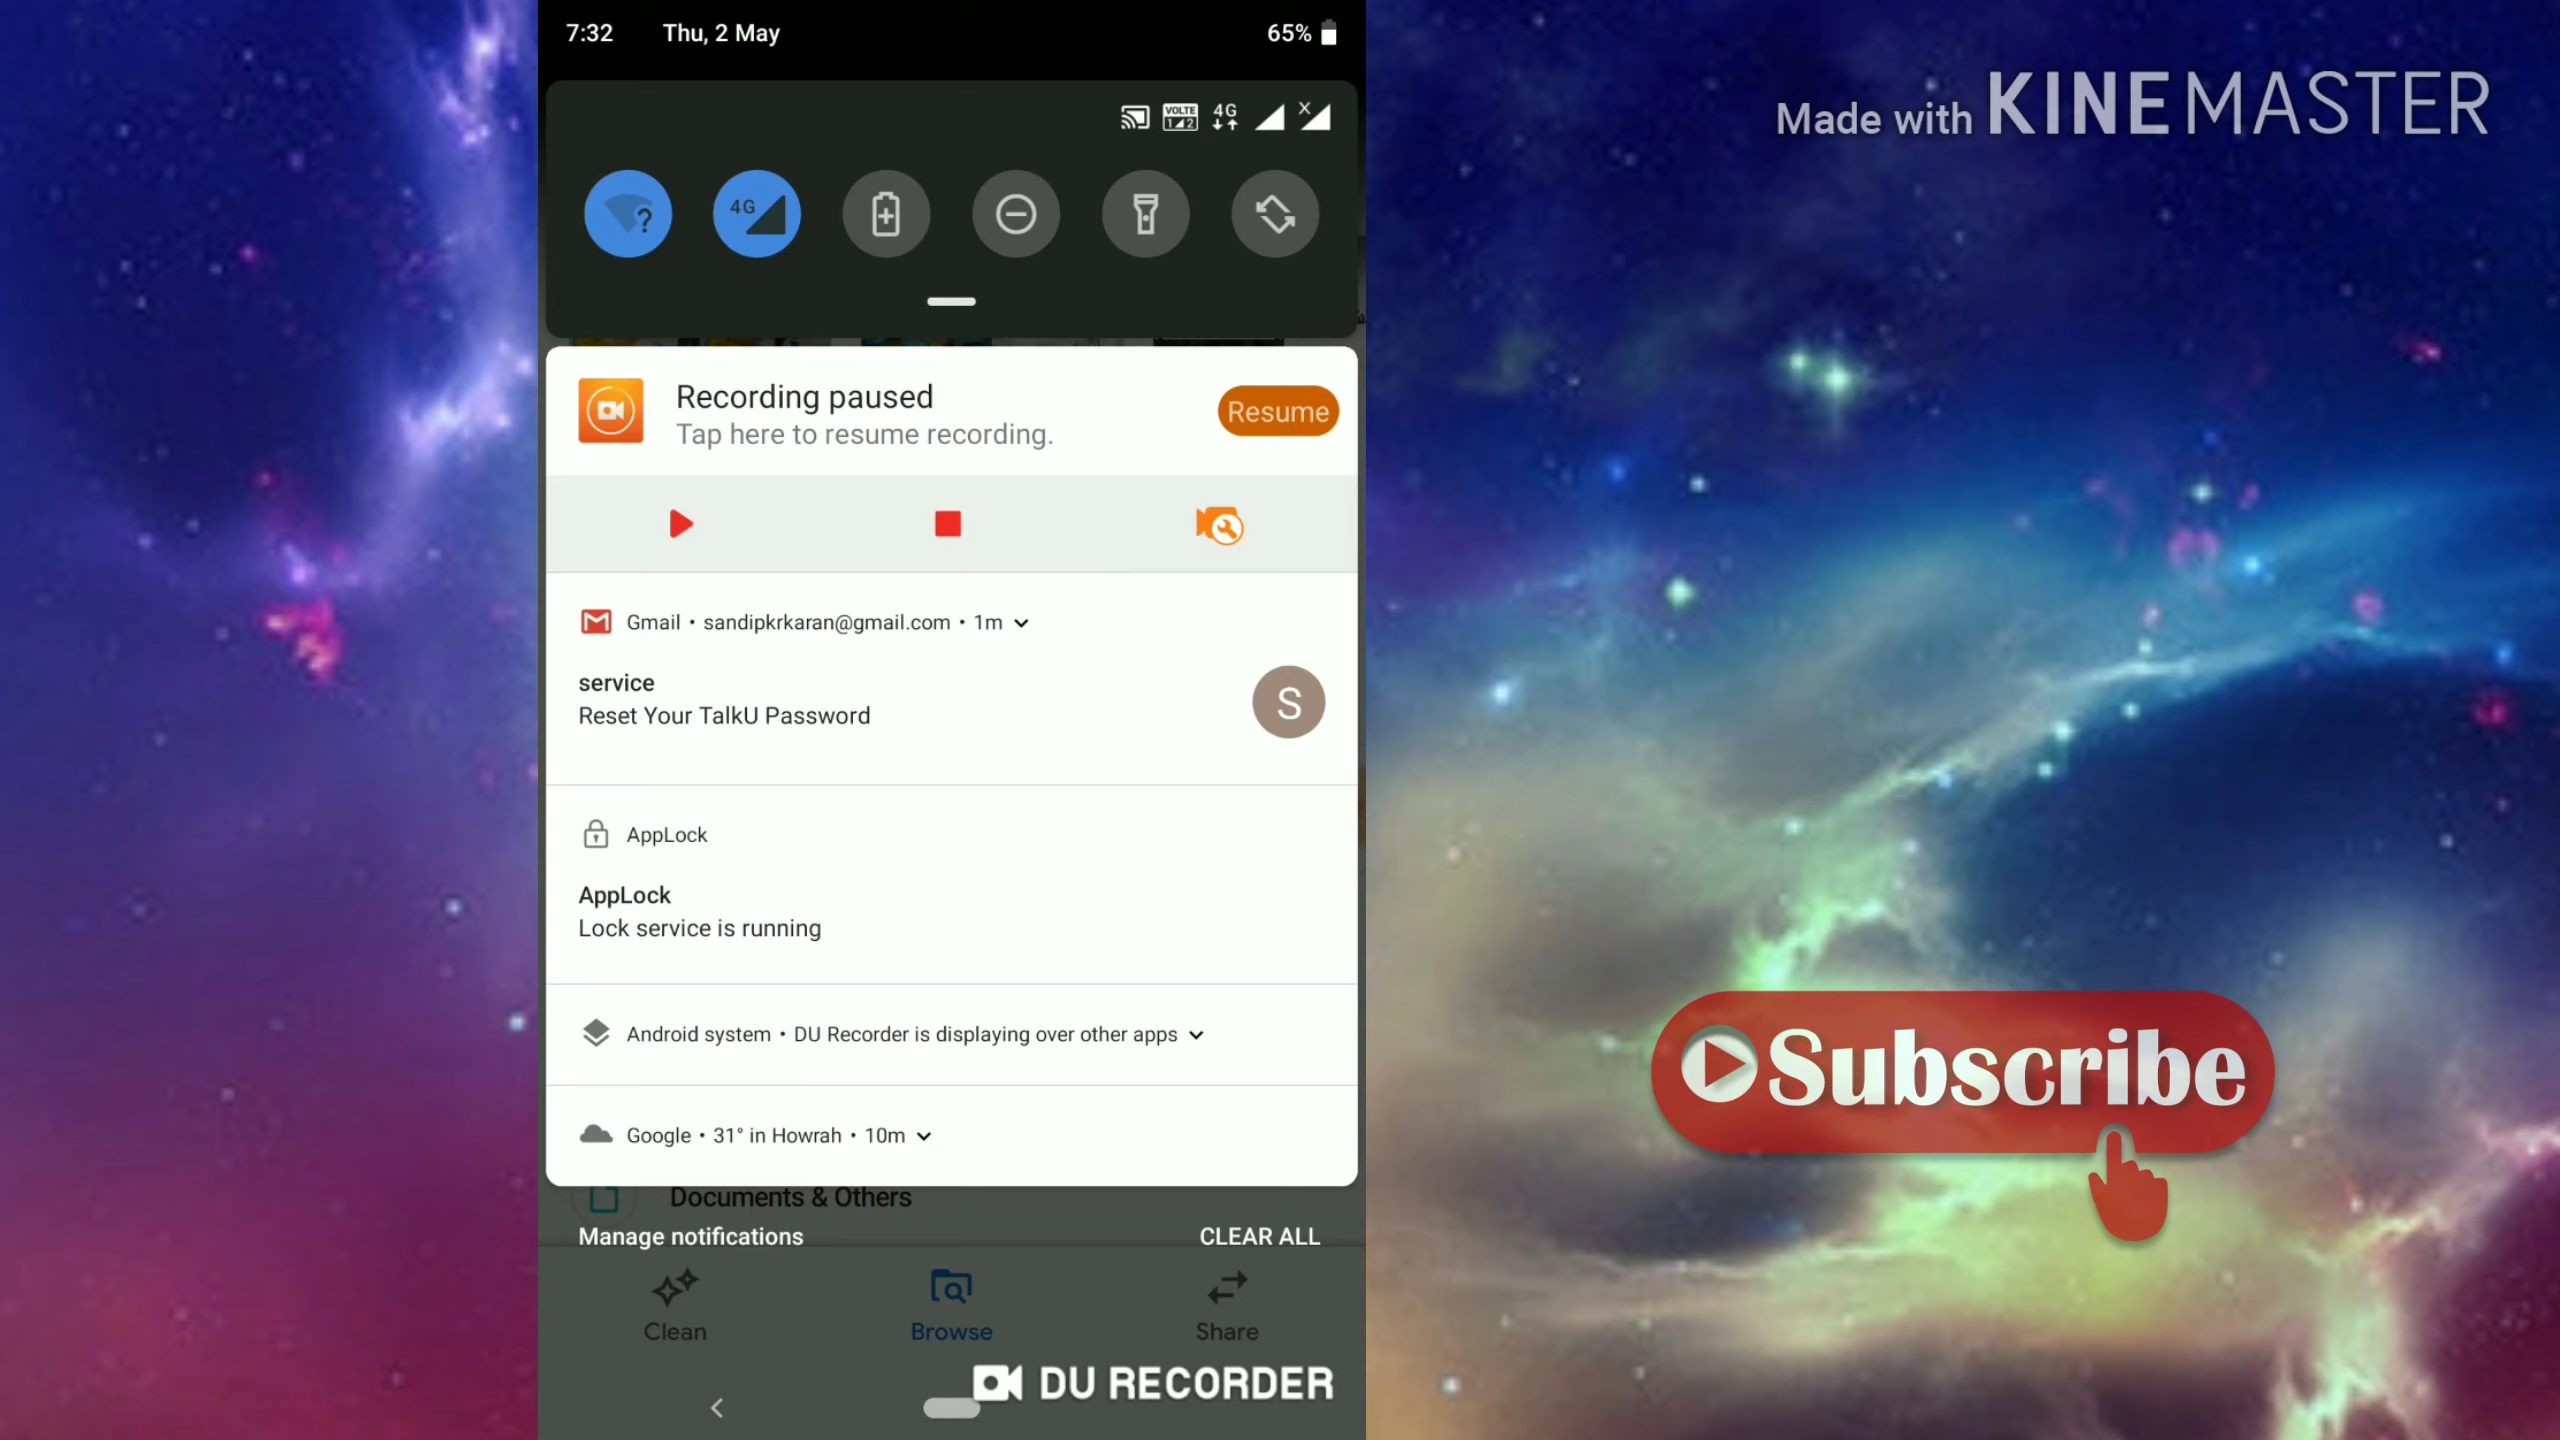 7:32 Thu, 2 May 65%
Made with KINEMASTER
VOLTE 4G X
1 2
4G
Recording paused
Resume
Tap here to resume recording.
Gmail • sandipkrkaran@gmail.com • 1m
service
S
Reset Your TalkU Password
AppLock
AppLock
Lock service is running
Android system • DU Recorder is displaying over other apps
Subscribe
Google • 31° in Howrah • 10m
Documents & Others
Manage notifications CLEAR ALL
Clean Browse Share
DU RECORDER